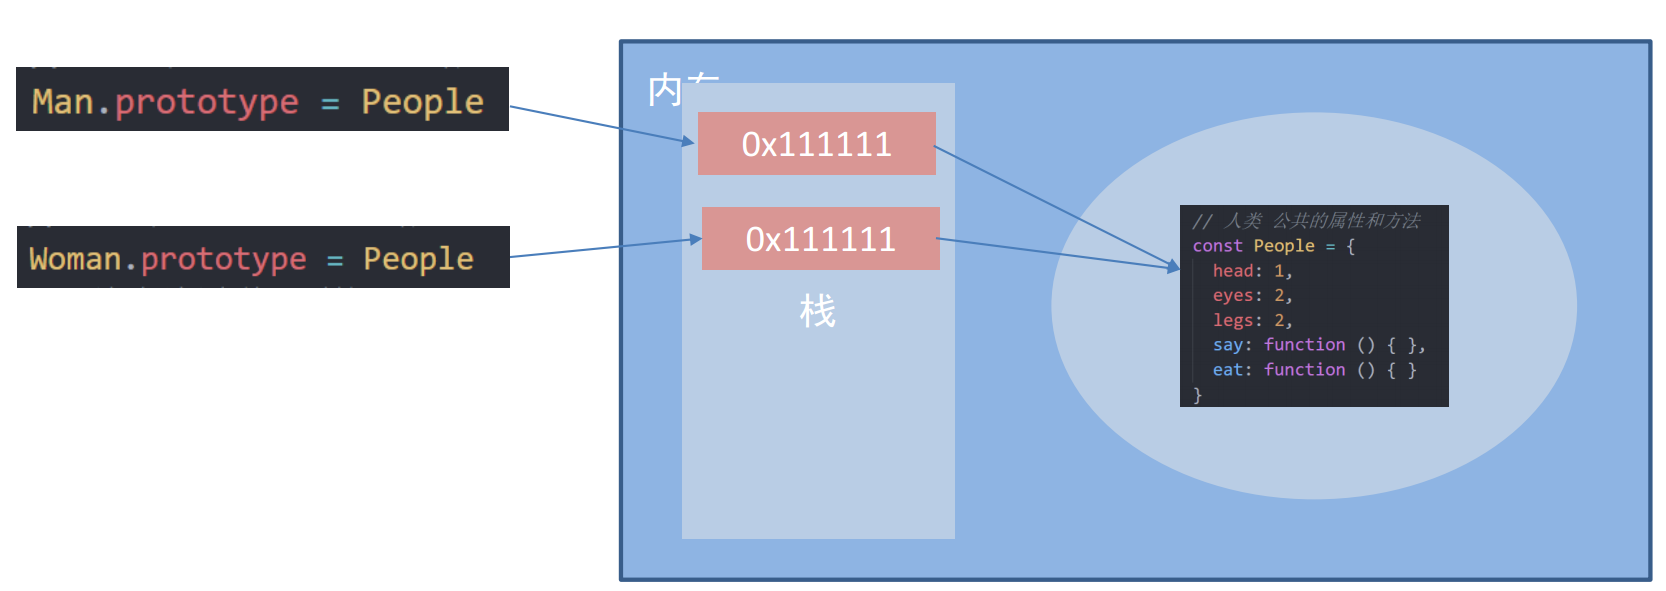 Man.prototype = People
Woman.prototype = People
内存
0x111111
0x111111
栈
// 人类 公共的属性和方法
const People = {
head: 1,
eyes: 2,
legs: 2,
say: function () { },
eat: function () { }
}